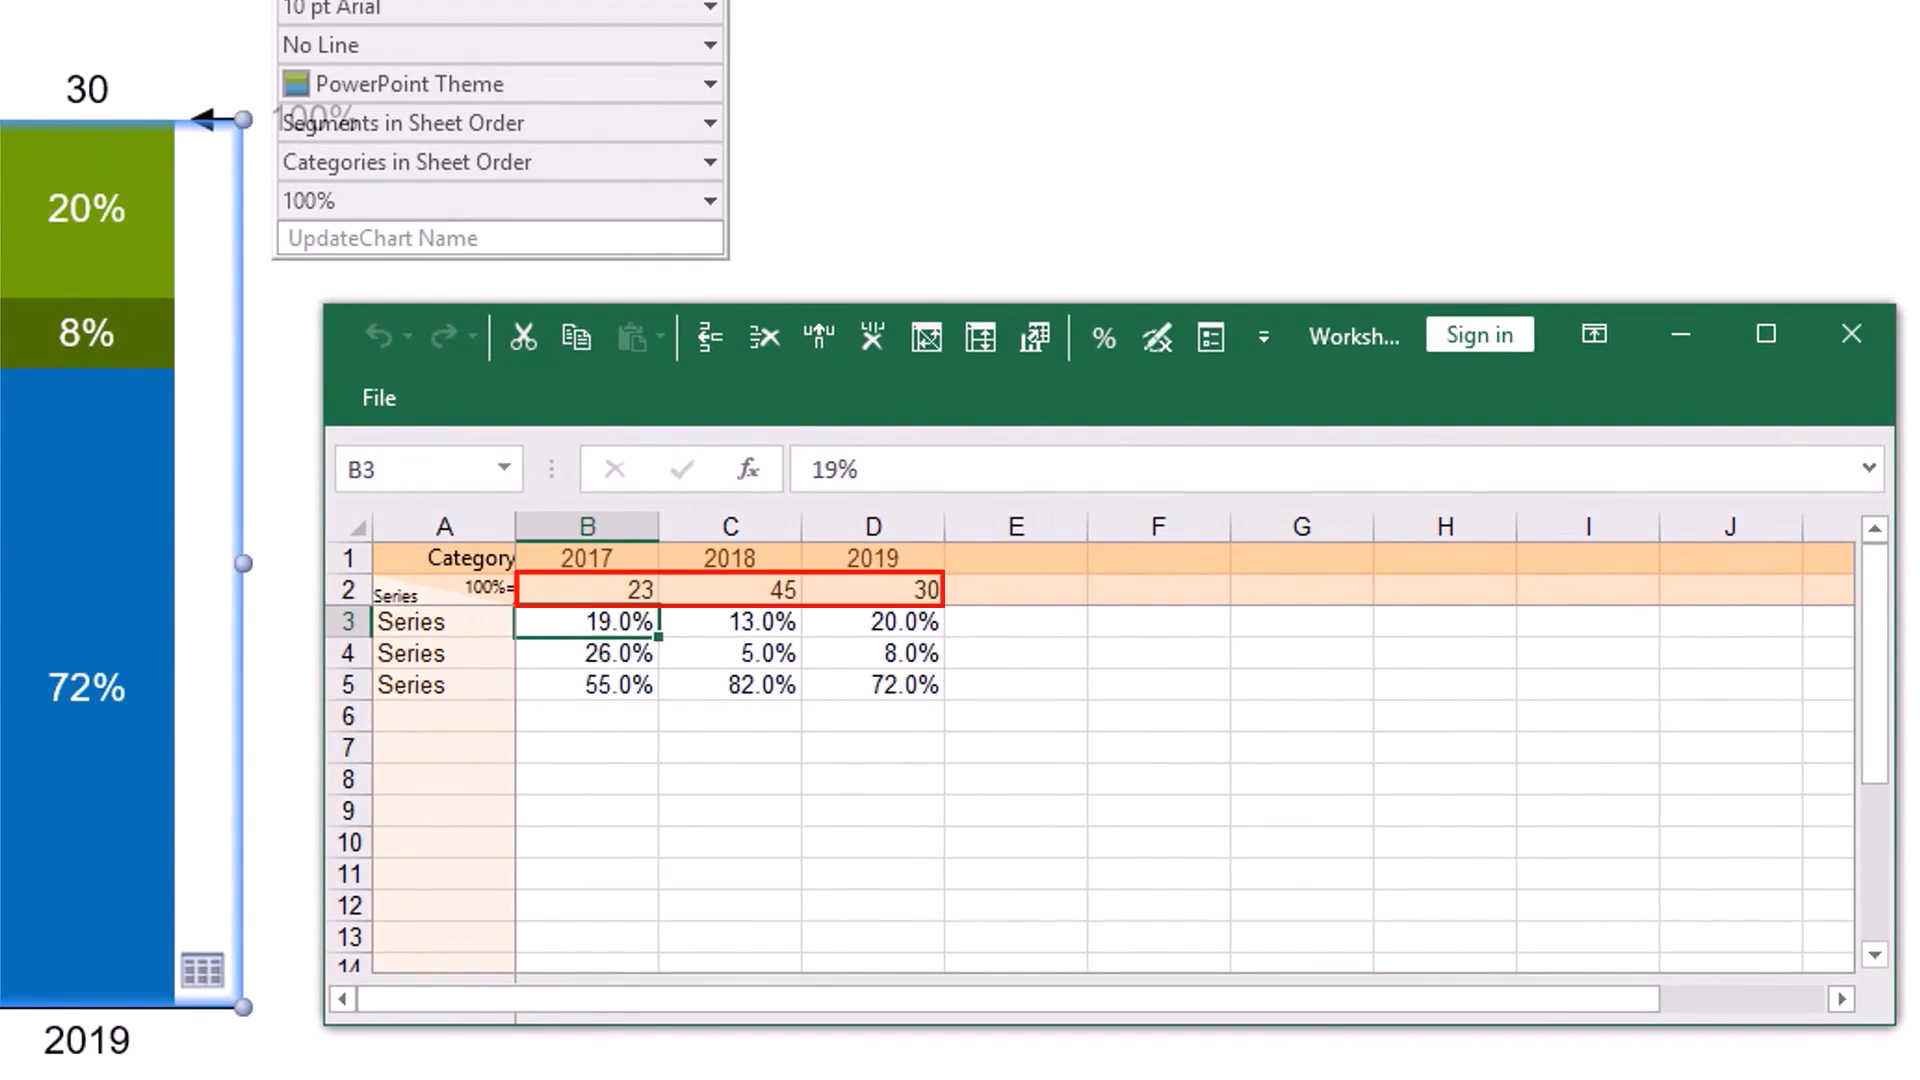 10 pt Arial
No Line
PowerPoint Theme
Segments in Sheet Order
Categories in Sheet Order
100%
UpdateChart Name
30
100%
20%
8%
72%
2019
Worksh...
Sign in
File
B3
fx
19%
A B C D E F G H I J
1 Category 2017 2018 2019
2 Series 100%= 23 45 30
3 Series 19.0% 13.0% 20.0%
4 Series 26.0% 5.0% 8.0%
5 Series 55.0% 82.0% 72.0%
6
7
8
9
10
11
12
13
14